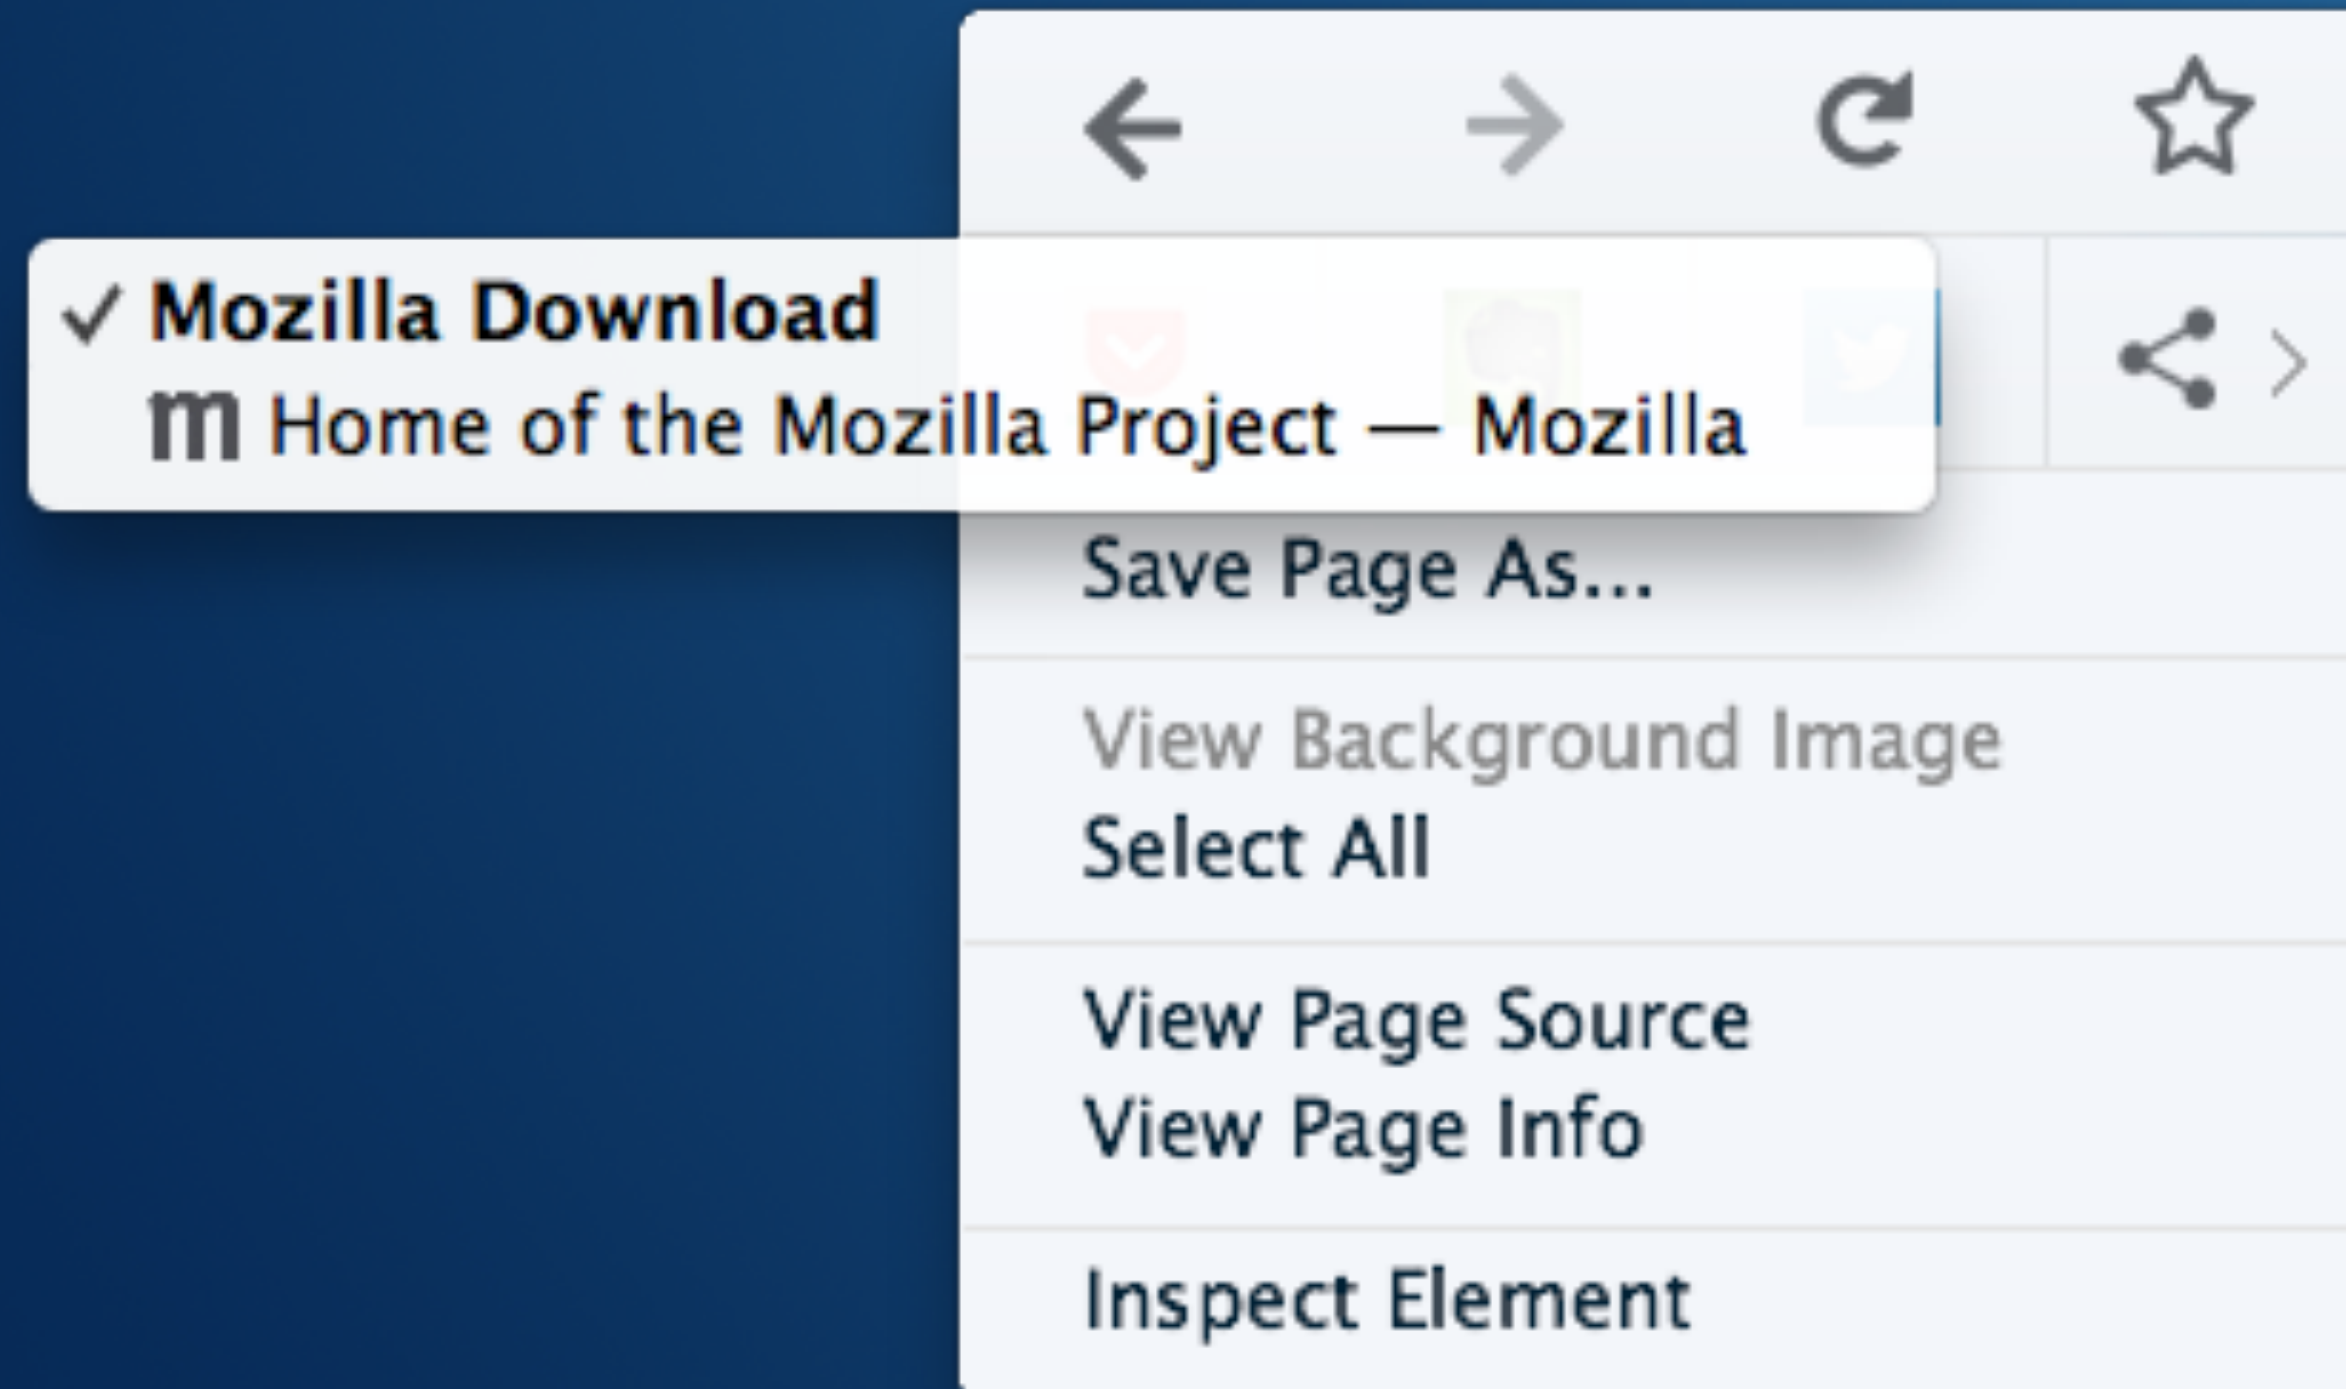 Mozilla Download
m Home of the Mozilla Project — Mozilla
Save Page As...
View Background Image
Select All
View Page Source
View Page Info
Inspect Element